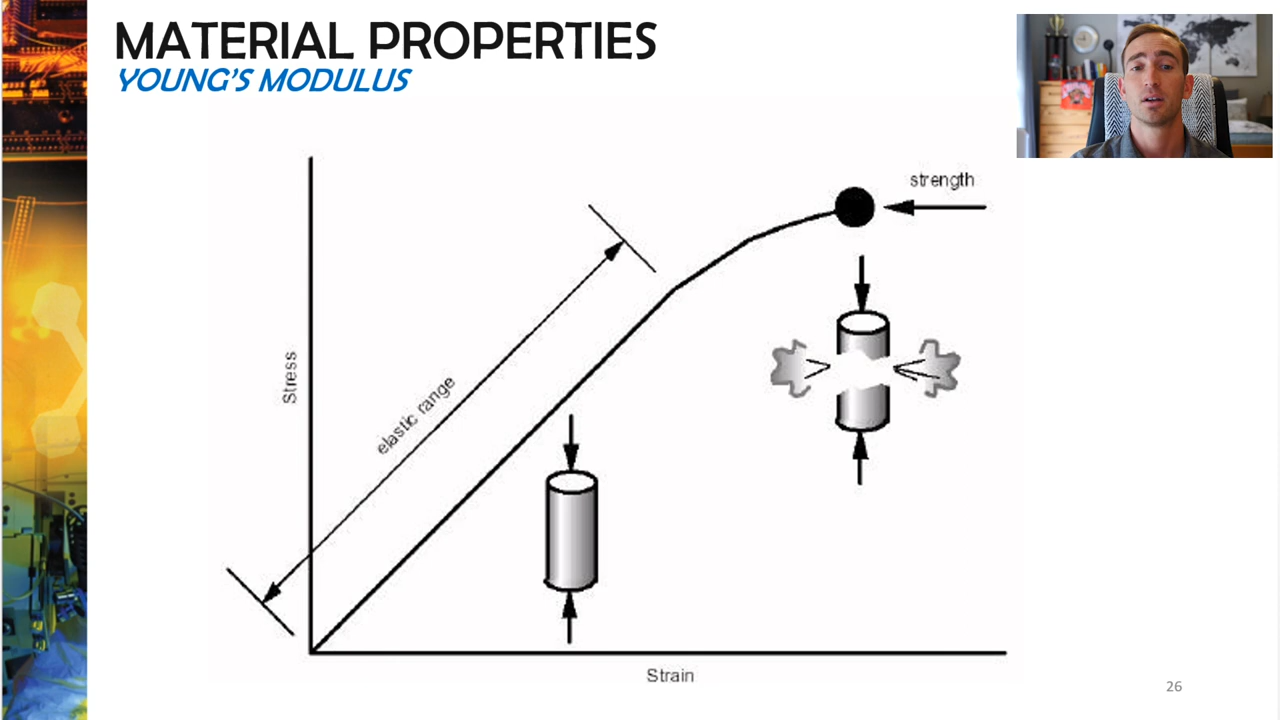 MATERIAL PROPERTIES
YOUNG'S MODULUS
strength
Stress
elastic range
Strain
26